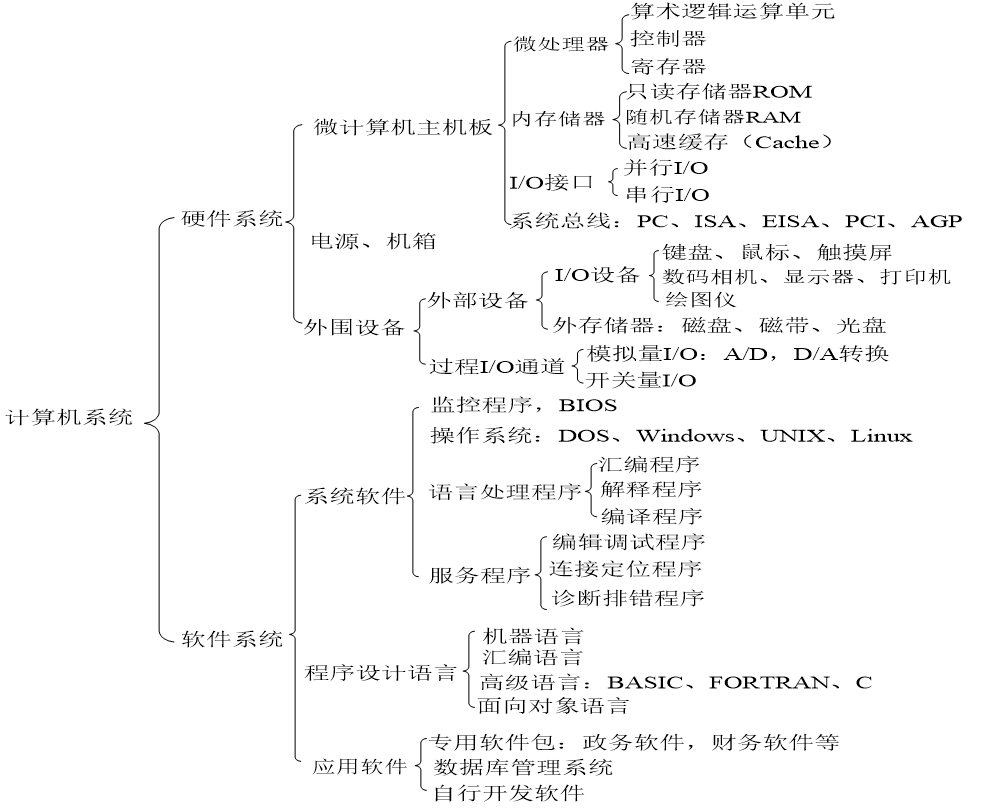 算术逻辑运算单元
微处理器
控制器
寄存器
只读存储器ROM
微计算机主机板
内存储器
随机存储器RAM
高速缓存（Cache）
并行I/O
I/O接口
串行I/O
硬件系统
系统总线：PC、ISA、EISA、PCI、AGP
电源、机箱
键盘、鼠标、触摸屏
I/O设备
数码相机、显示器、打印机
外部设备
绘图仪
外围设备
外存储器：磁盘、磁带、光盘
模拟量I/O：A/D，D/A转换
过程I/O通道
开关量I/O
计算机系统
监控程序，BIOS
操作系统：DOS、Windows、UNIX、Linux
汇编程序
系统软件
语言处理程序
解释程序
编译程序
编辑调试程序
服务程序
连接定位程序
诊断排错程序
软件系统
机器语言
汇编语言
程序设计语言
高级语言：BASIC、FORTRAN、C
面向对象语言
专用软件包：政务软件，财务软件等
应用软件
数据库管理系统
自行开发软件